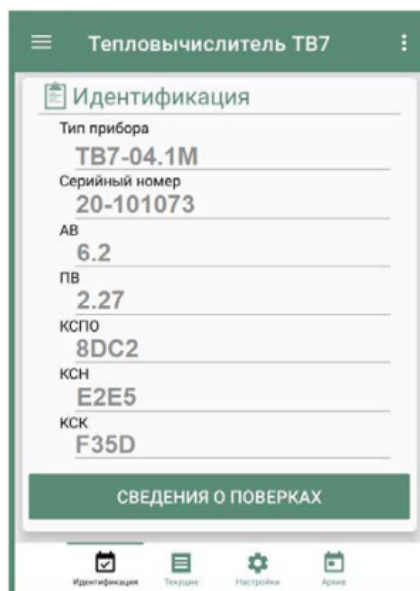 Тепловычислитель ТВ7
Идентификация
Тип прибора
ТВ7-04.1М
Серийный номер
20-101073
АВ
6.2
ПВ
2.27
КСПО
8DC2
КСН
E2E5
КСК
F35D
СВЕДЕНИЯ О ПОВЕРКАХ
Идентификация Текущие Настройки Архив